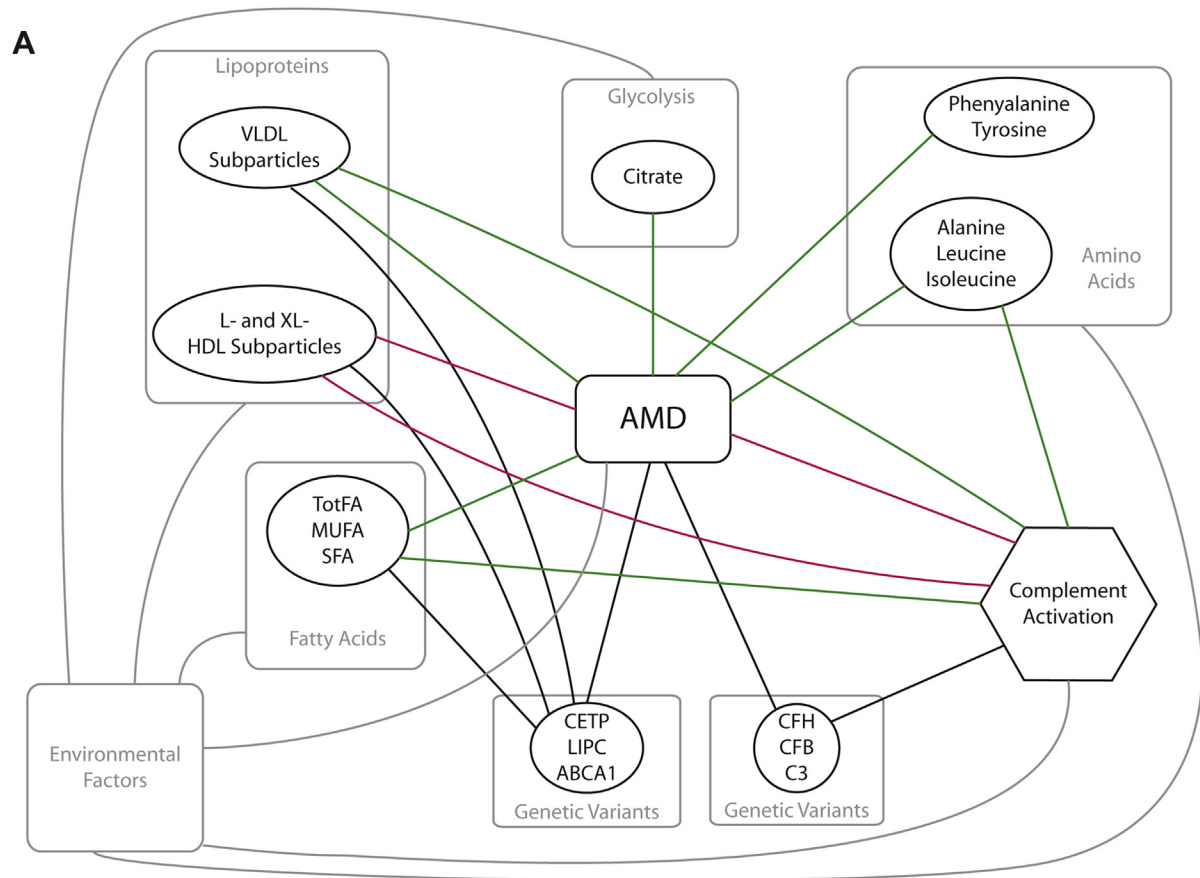 A
Lipoproteins
VLDL
Subparticles
L- and XL-
HDL Subparticles
Glycolysis
Citrate
Phenyalanine
Tyrosine
Alanine
Leucine
Isoleucine
Amino
Acids
AMD
TotFA
MUFA
SFA
Fatty Acids
Complement
Activation
Environmental
Factors
CETP
LIPC
ABCA1
Genetic Variants
CFH
CFB
C3
Genetic Variants